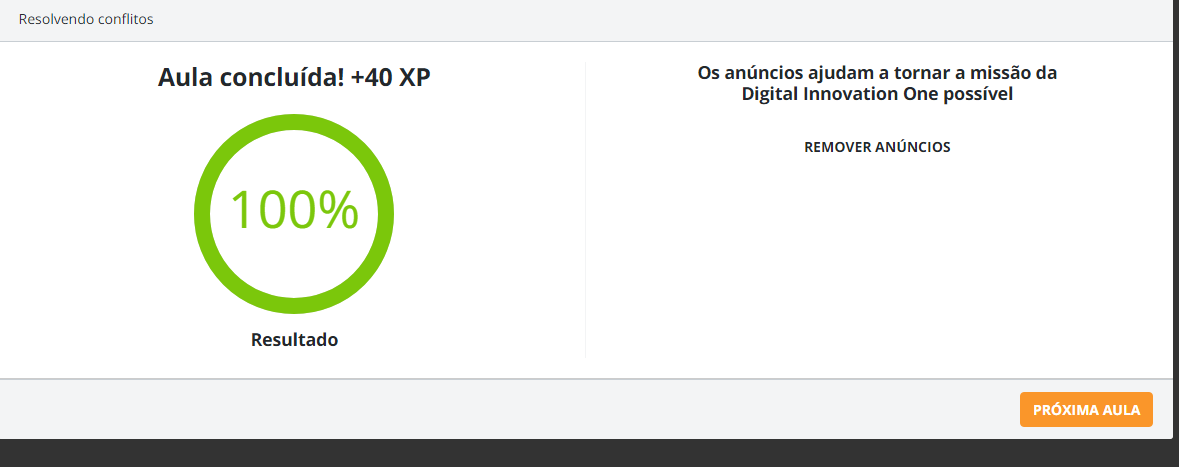 Resolvendo conflitos
Aula concluída! +40 XP
100%
Resultado
Os anúncios ajudam a tornar a missão da
Digital Innovation One possível
REMOVER ANÚNCIOS
PRÓXIMA AULA